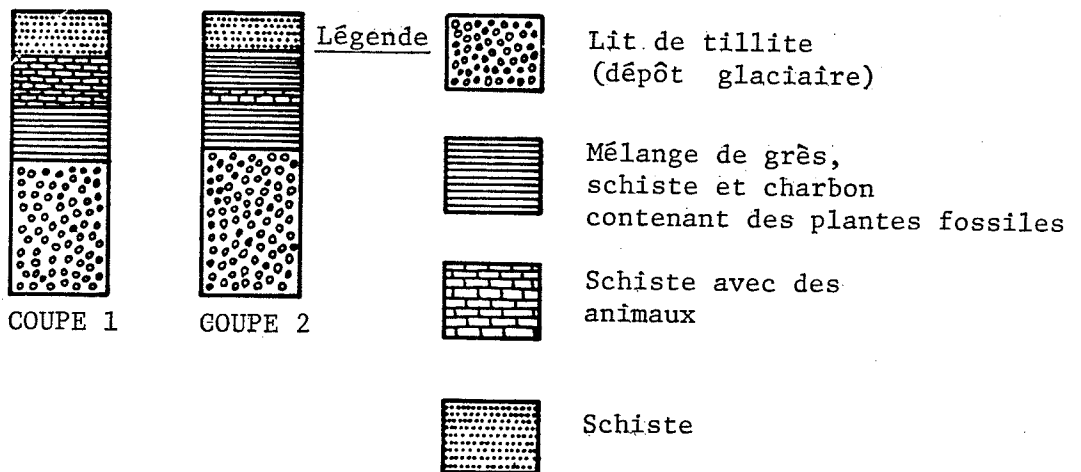 Légende
Lit de tillite
(dépôt glaciaire)
Mélange de grès,
schiste et charbon
contenant des plantes fossiles
Schiste avec des
animaux
Schiste
COUPE 1
GOUPE 2